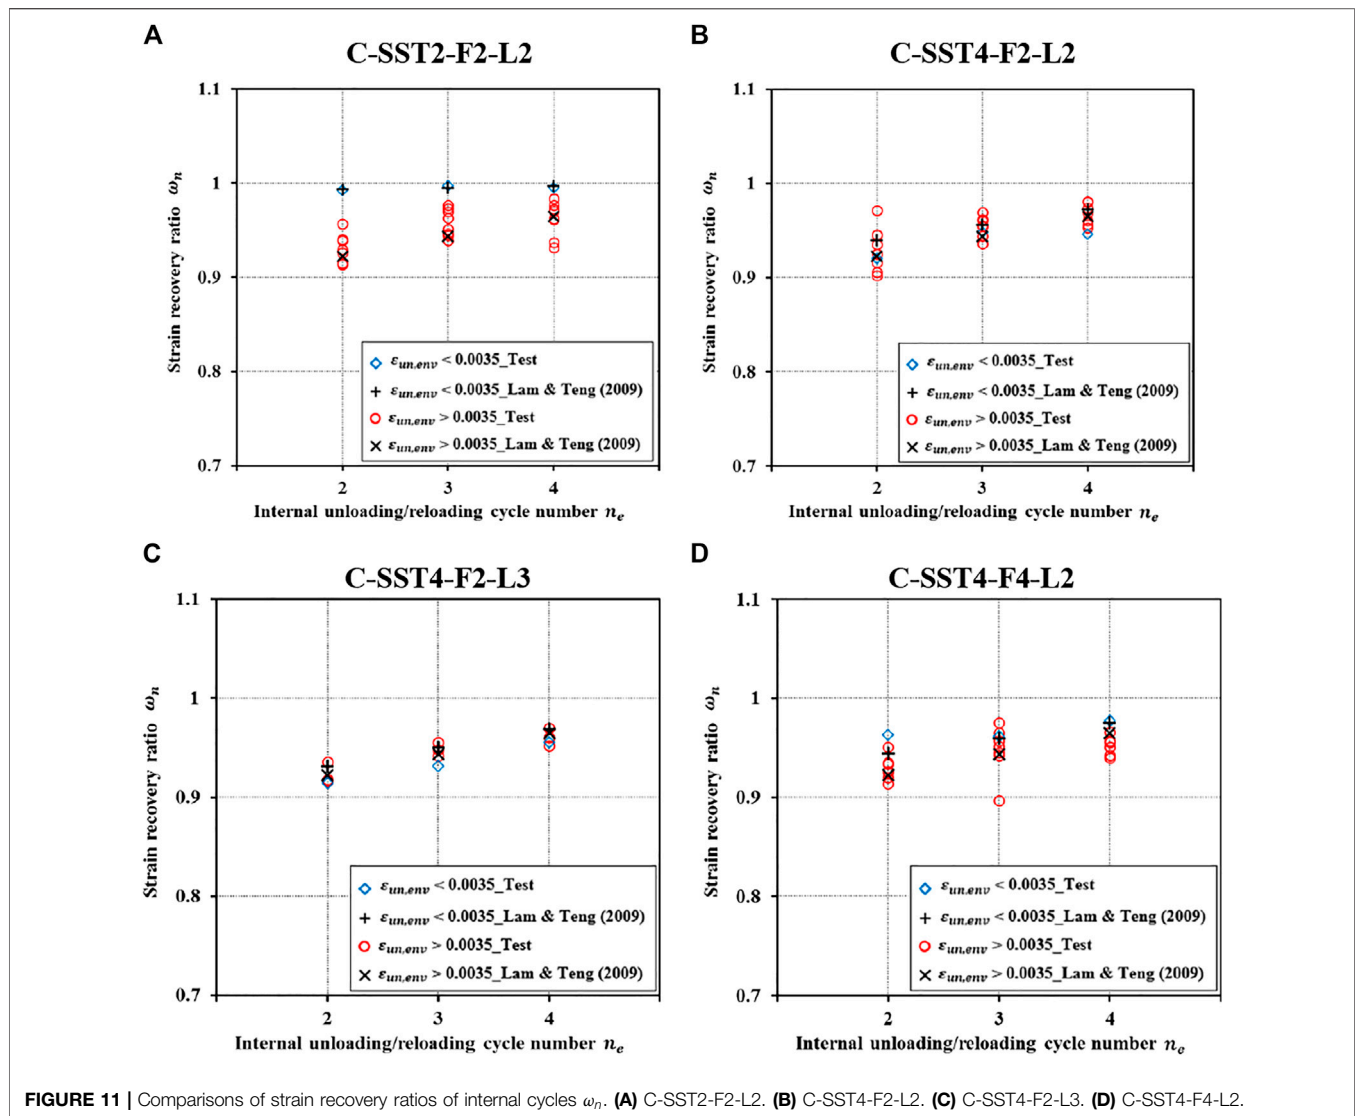 A
C-SST2-F2-L2
1.1
1
0.9
0.8
0.7
Strain recovery ratio ωn
εun,env < 0.0035_Test
εun,env < 0.0035_Lam & Teng (2009)
εun,env > 0.0035_Test
εun,env > 0.0035_Lam & Teng (2009)
2 3 4
Internal unloading/reloading cycle number ne
B
C-SST4-F2-L2
1.1
1
0.9
0.8
0.7
Strain recovery ratio ωn
εun,env < 0.0035_Test
εun,env < 0.0035_Lam & Teng (2009)
εun,env > 0.0035_Test
εun,env > 0.0035_Lam & Teng (2009)
2 3 4
Internal unloading/reloading cycle number ne
C
C-SST4-F2-L3
1.1
1
0.9
0.8
0.7
Strain recovery ratio ωn
εun,env < 0.0035_Test
εun,env < 0.0035_Lam & Teng (2009)
εun,env > 0.0035_Test
εun,env > 0.0035_Lam & Teng (2009)
2 3 4
Internal unloading/reloading cycle number ne
D
C-SST4-F4-L2
1.1
1
0.9
0.8
0.7
Strain recovery ratio ωn
εun,env < 0.0035_Test
εun,env < 0.0035_Lam & Teng (2009)
εun,env > 0.0035_Test
εun,env > 0.0035_Lam & Teng (2009)
2 3 4
Internal unloading/reloading cycle number ne
FIGURE 11 | Comparisons of strain recovery ratios of internal cycles ωn. (A) C-SST2-F2-L2. (B) C-SST4-F2-L2. (C) C-SST4-F2-L3. (D) C-SST4-F4-L2.